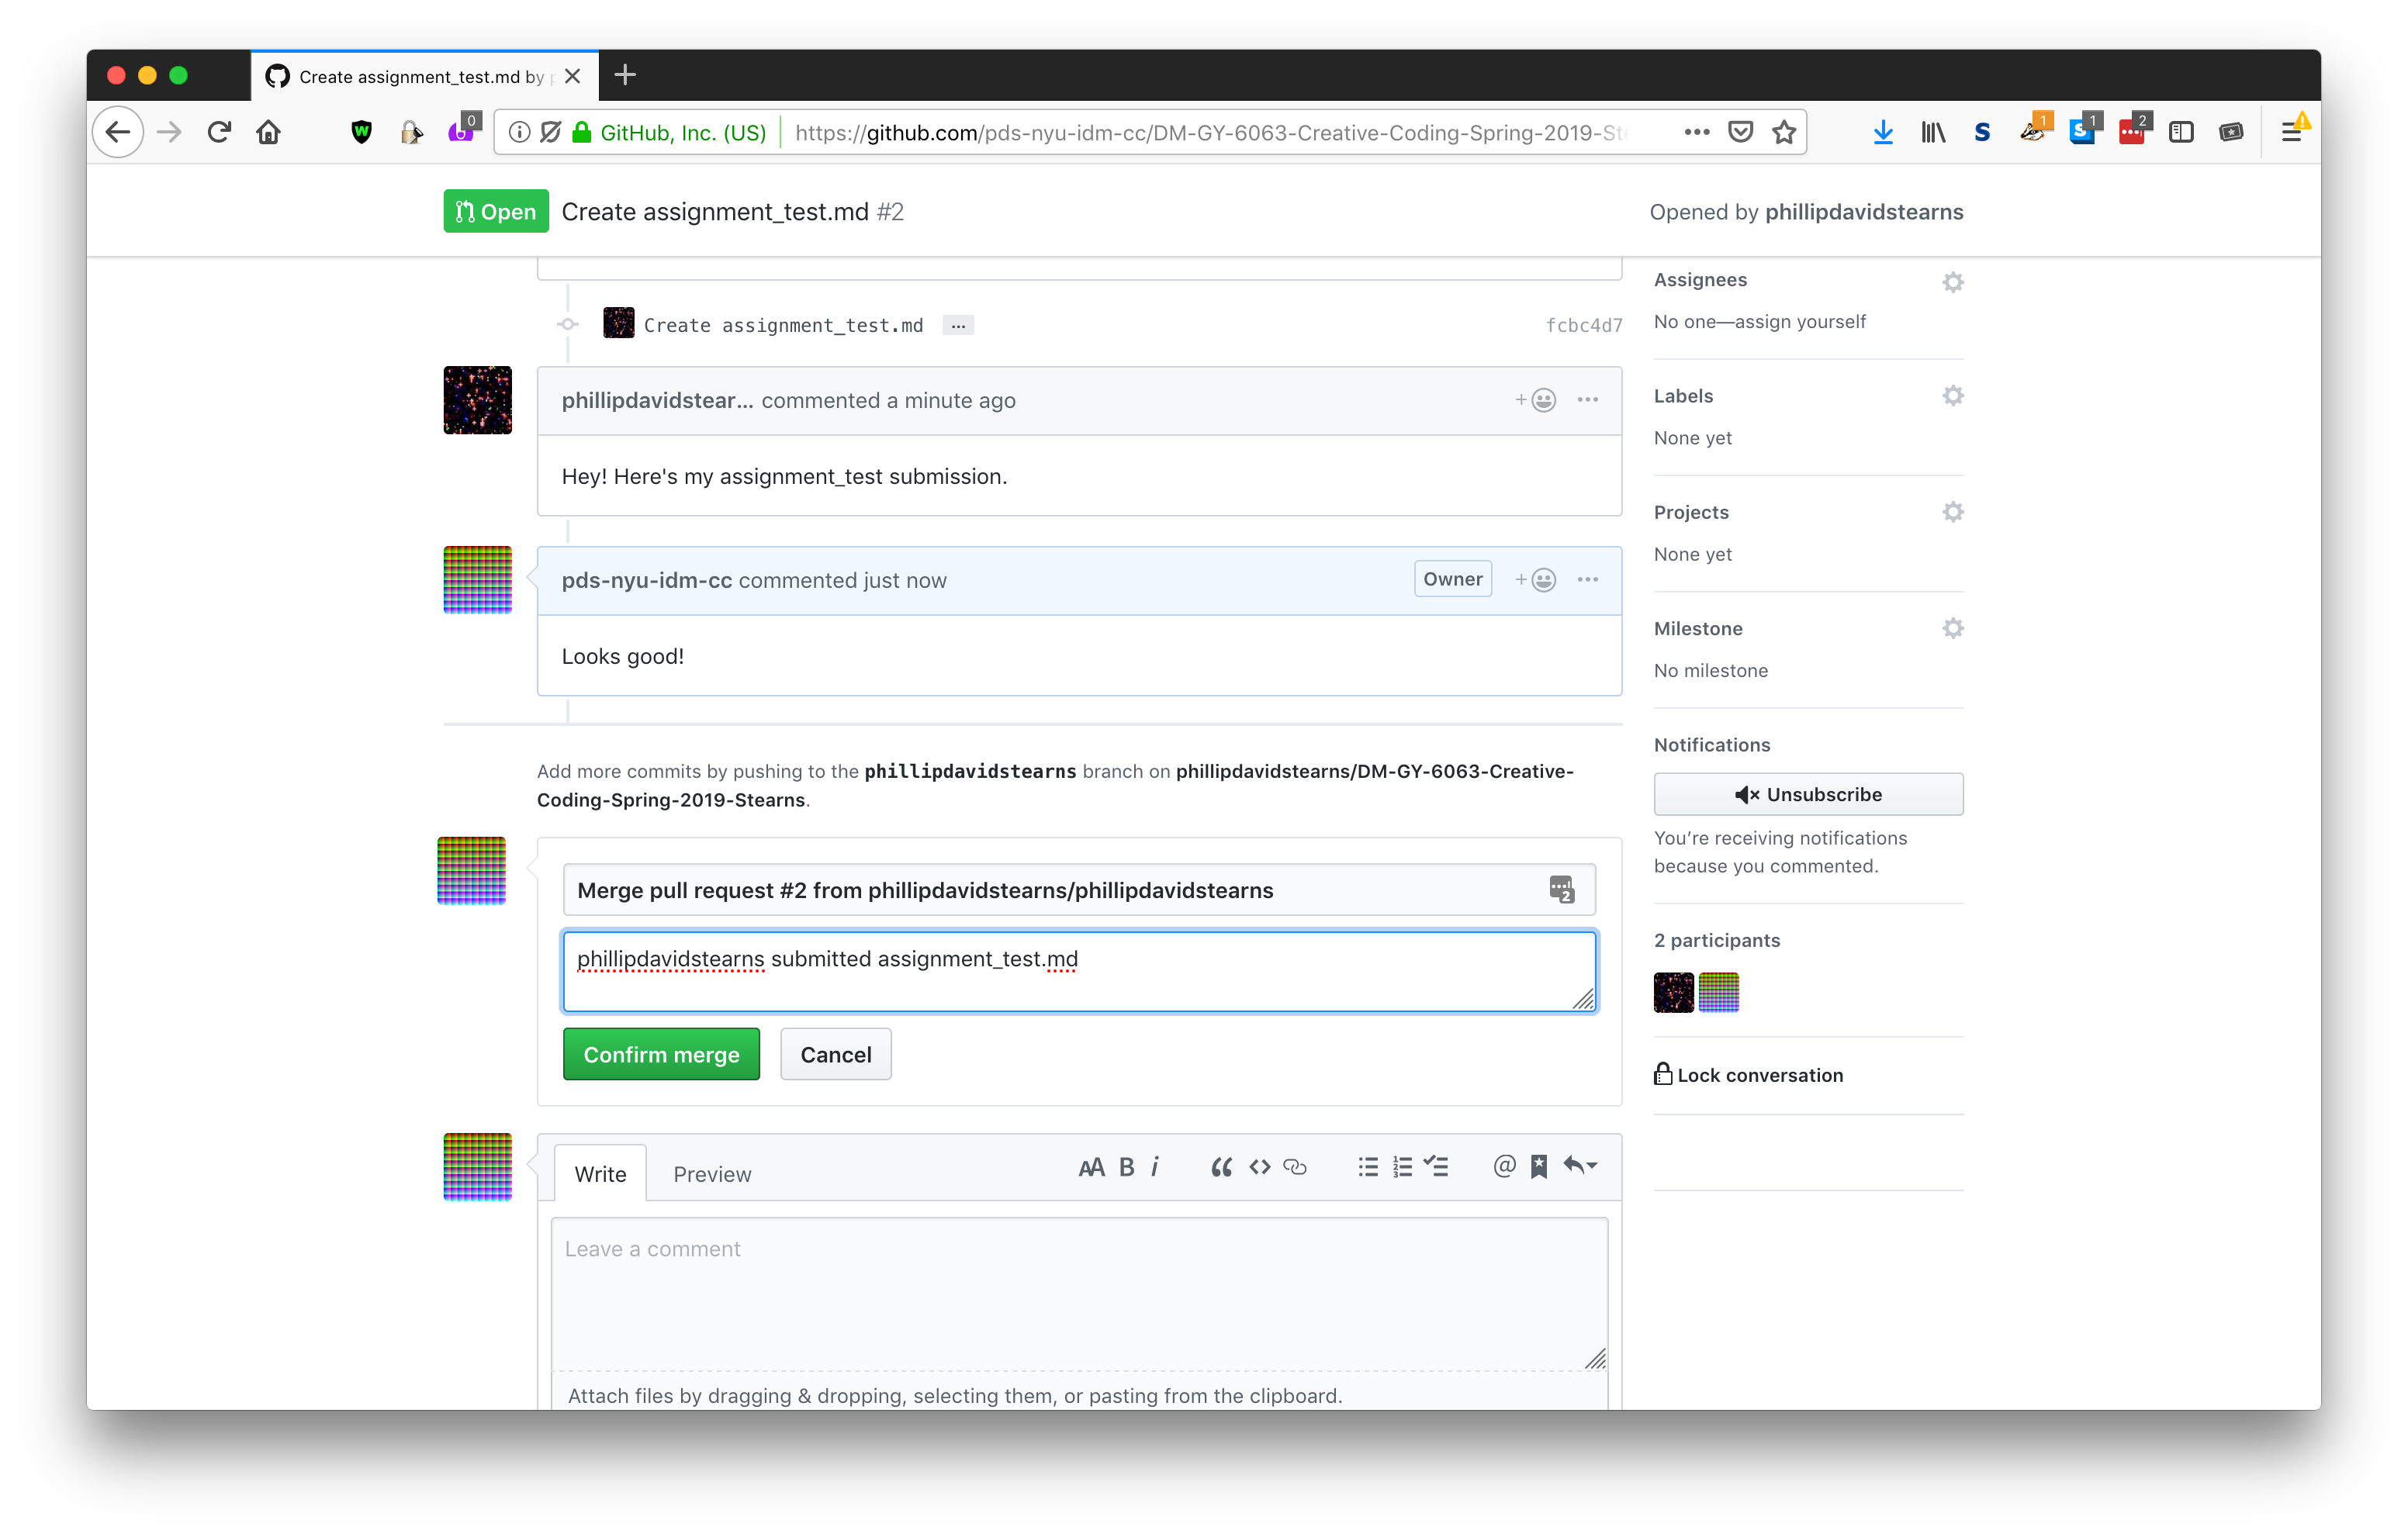 Create assignment_test.md by
0
GitHub, Inc. (US)
https://github.com/pds-nyu-idm-cc/DM-GY-6063-Creative-Coding-Spring-2019-St
1
1
2
Open
Create assignment_test.md #2
Opened by phillipdavidstearns
Create assignment_test.md ...
fcbc4d7
phillipdavidstear... commented a minute ago
Hey! Here's my assignment_test submission.
pds-nyu-idm-cc commented just now
Owner
Looks good!
Add more commits by pushing to the phillipdavidstearns branch on phillipdavidstearns/DM-GY-6063-Creative-
Coding-Spring-2019-Stearns.
Merge pull request #2 from phillipdavidstearns/phillipdavidstearns
2
phillipdavidstearns submitted assignment_test.md
Confirm merge
Cancel
Write
Preview
AA B i
Leave a comment
Attach files by dragging & dropping, selecting them, or pasting from the clipboard.
Assignees
No one—assign yourself
Labels
None yet
Projects
None yet
Milestone
No milestone
Notifications
Unsubscribe
You’re receiving notifications
because you commented.
2 participants
Lock conversation